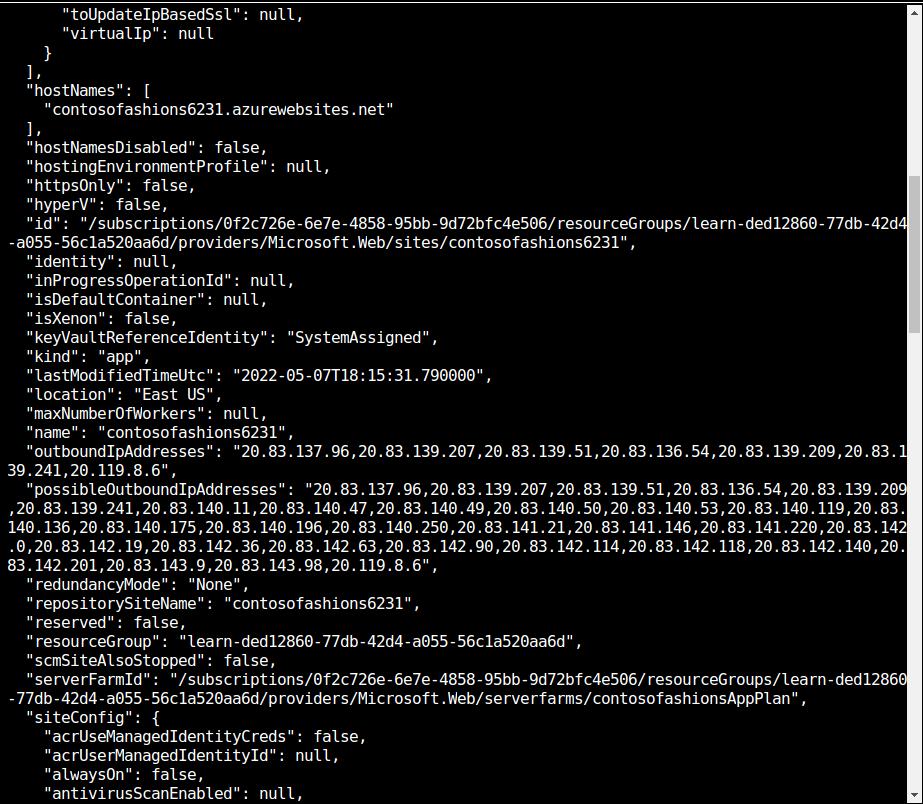 "toUpdateIpBasedSsl": null,
"virtualIp": null
}
],
"hostNames": [
"contosofashions6231.azurewebsites.net"
],
"hostNamesDisabled": false,
"hostingEnvironmentProfile": null,
"httpsOnly": false,
"hyperV": false,
"id": "/subscriptions/0f2c726e-6e7e-4858-95bb-9d72bfc4e506/resourceGroups/learn-ded12860-77db-42d4
-a055-56c1a520aa6d/providers/Microsoft.Web/sites/contosofashions6231",
"identity": null,
"inProgressOperationId": null,
"isDefaultContainer": null,
"isXenon": false,
"keyVaultReferenceIdentity": "SystemAssigned",
"kind": "app",
"lastModifiedTimeUtc": "2022-05-07T18:15:31.790000",
"location": "East US",
"maxNumberOfWorkers": null,
"name": "contosofashions6231",
"outboundIpAddresses": "20.83.137.96,20.83.139.207,20.83.139.51,20.83.136.54,20.83.139.209,20.83.1
39.241,20.119.8.6",
"possibleOutboundIpAddresses": "20.83.137.96,20.83.139.207,20.83.139.51,20.83.136.54,20.83.139.209
,20.83.139.241,20.83.140.11,20.83.140.47,20.83.140.49,20.83.140.50,20.83.140.53,20.83.140.119,20.83.
140.136,20.83.140.175,20.83.140.196,20.83.140.250,20.83.141.21,20.83.141.146,20.83.141.220,20.83.142
.0,20.83.142.19,20.83.142.36,20.83.142.63,20.83.142.90,20.83.142.114,20.83.142.118,20.83.142.140,20.
83.142.201,20.83.143.9,20.83.143.98,20.119.8.6",
"redundancyMode": "None",
"repositorySiteName": "contosofashions6231",
"reserved": false,
"resourceGroup": "learn-ded12860-77db-42d4-a055-56c1a520aa6d",
"scmSiteAlsoStopped": false,
"serverFarmId": "/subscriptions/0f2c726e-6e7e-4858-95bb-9d72bfc4e506/resourceGroups/learn-ded12860
-77db-42d4-a055-56c1a520aa6d/providers/Microsoft.Web/serverfarms/contosofashionsAppPlan",
"siteConfig": {
"acrUseManagedIdentityCreds": false,
"acrUserManagedIdentityId": null,
"alwaysOn": false,
"antivirusScanEnabled": null,